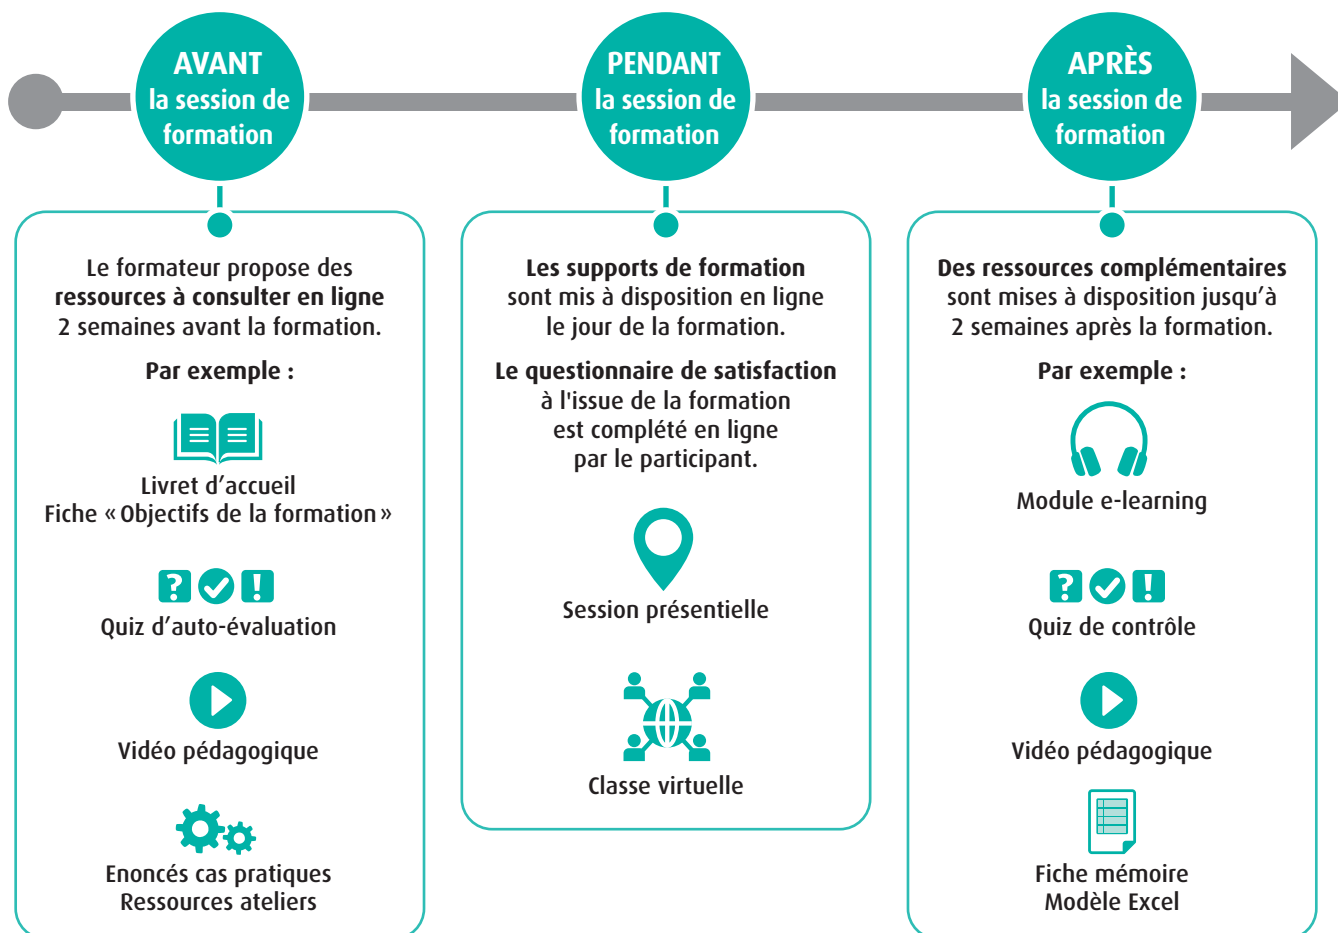 AVANT
la session de
formation
PENDANT
la session de
formation
APRÈS
la session de
formation
Le formateur propose des
ressources à consulter en ligne
2 semaines avant la formation.
Par exemple :
Livret d’accueil
Fiche « Objectifs de la formation »
? !
Quiz d’auto-évaluation
Vidéo pédagogique
Enoncés cas pratiques
Ressources ateliers
Les supports de formation
sont mis à disposition en ligne
le jour de la formation.
Le questionnaire de satisfaction
à l'issue de la formation
est complété en ligne
par le participant.
Session présentielle
Classe virtuelle
Des ressources complémentaires
sont mises à disposition jusqu’à
2 semaines après la formation.
Par exemple :
Module e-learning
? !
Quiz de contrôle
Vidéo pédagogique
Fiche mémoire
Modèle Excel